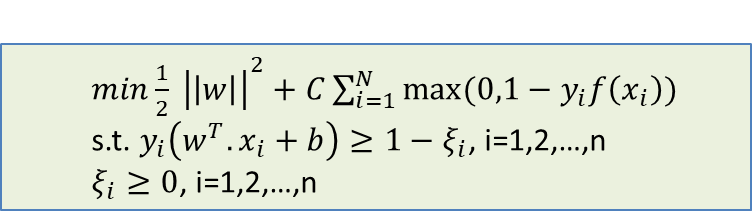 min 1/2 ||w||² + C ∑ᵢ₌₁ᴺ max(0,1 − yᵢf(xᵢ))
s.t. yᵢ(wᵀ.xᵢ + b) ≥ 1 − ξᵢ, i=1,2,...,n
ξᵢ ≥ 0, i=1,2,...,n